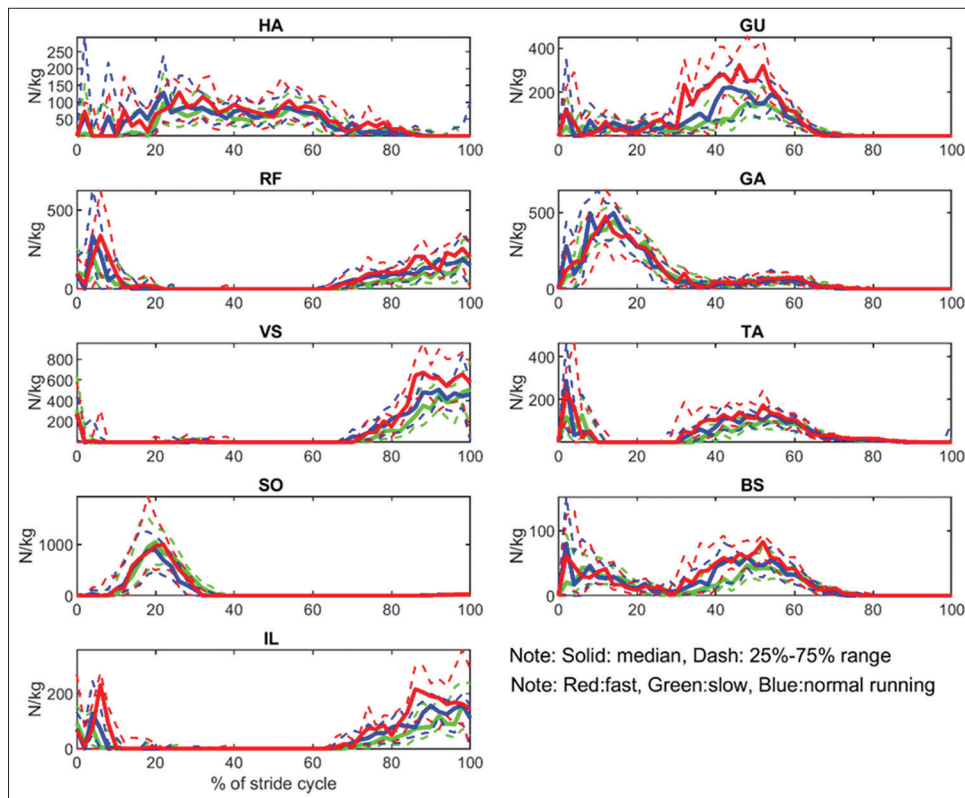 HA
N/kg
250
200
150
100
50
0 20 40 60 80 100
GU
N/kg
400
200
0
0 20 40 60 80 100
RF
N/kg
500
0
0 20 40 60 80 100
GA
N/kg
500
0
0 20 40 60 80 100
VS
N/kg
800
600
400
200
0 20 40 60 80 100
TA
N/kg
400
200
0
0 20 40 60 80 100
SO
N/kg
1000
0
0 20 40 60 80 100
BS
N/kg
100
0
0 20 40 60 80 100
IL
N/kg
200
0
0 20 40 60 80 100
% of stride cycle
Note: Solid: median, Dash: 25%-75% range
Note: Red:fast, Green:slow, Blue:normal running